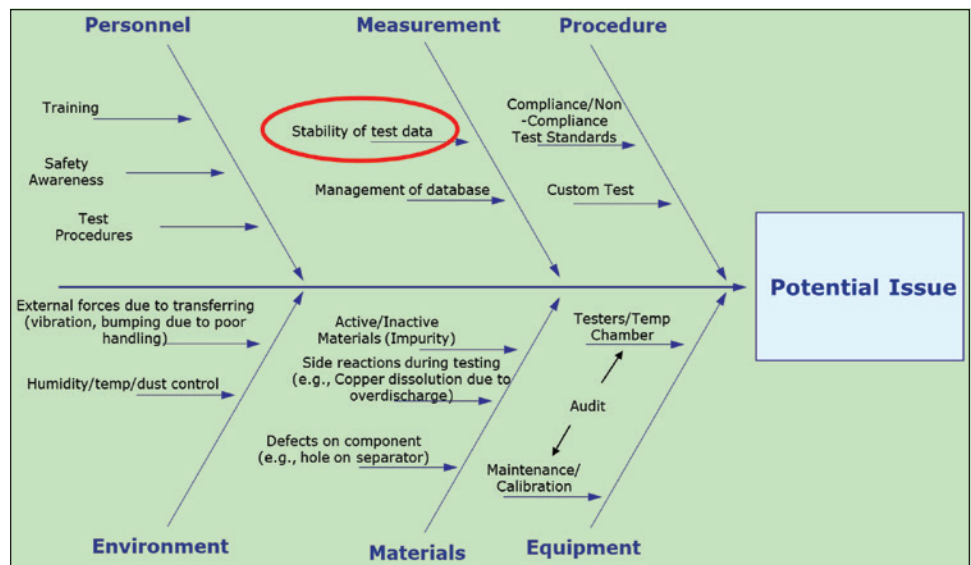 Personnel
Measurement
Procedure
Training
Safety
Awareness
Test
Procedures
Stability of test data
Management of database
Compliance/Non
-Compliance
Test Standards
Custom Test
Potential Issue
External forces due to transferring
(vibration, bumping due to poor
handling)
Humidity/temp/dust control
Active/Inactive
Materials (Impurity)
Side reactions during testing
(e.g., Copper dissolution due to
overdischarge)
Defects on component
(e.g., hole on separator)
Testers/Temp
Chamber
Audit
Maintenance/
Calibration
Environment
Materials
Equipment